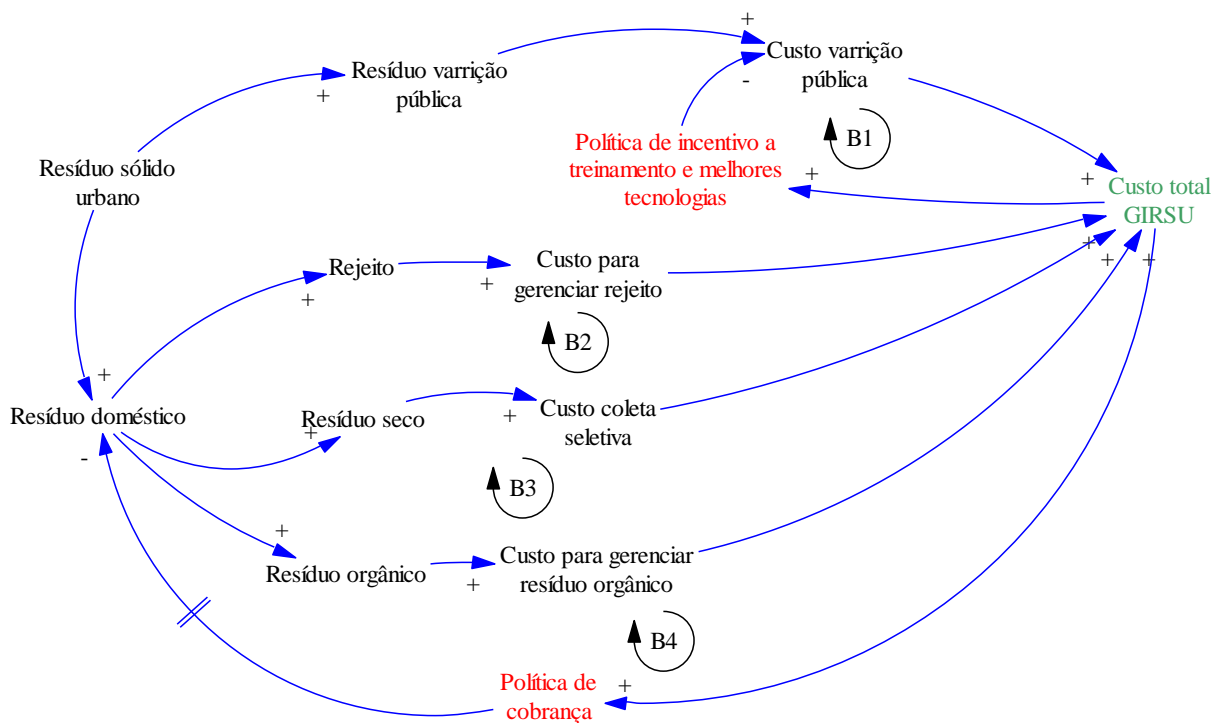 Resíduo varrição
pública
+
+
Custo varrição
pública
-
B1
Política de incentivo a
treinamento e melhores
tecnologias
+
+
Custo total
GIRSU
Resíduo sólido
urbano
Rejeito
+
+
Custo para
gerenciar rejeito
+
+
+
B2
+
Resíduo doméstico
-
Resíduo seco
+
+
Custo coleta
seletiva
B3
+
Resíduo orgânico
+
Custo para gerenciar
resíduo orgânico
B4
Política de
cobrança
+